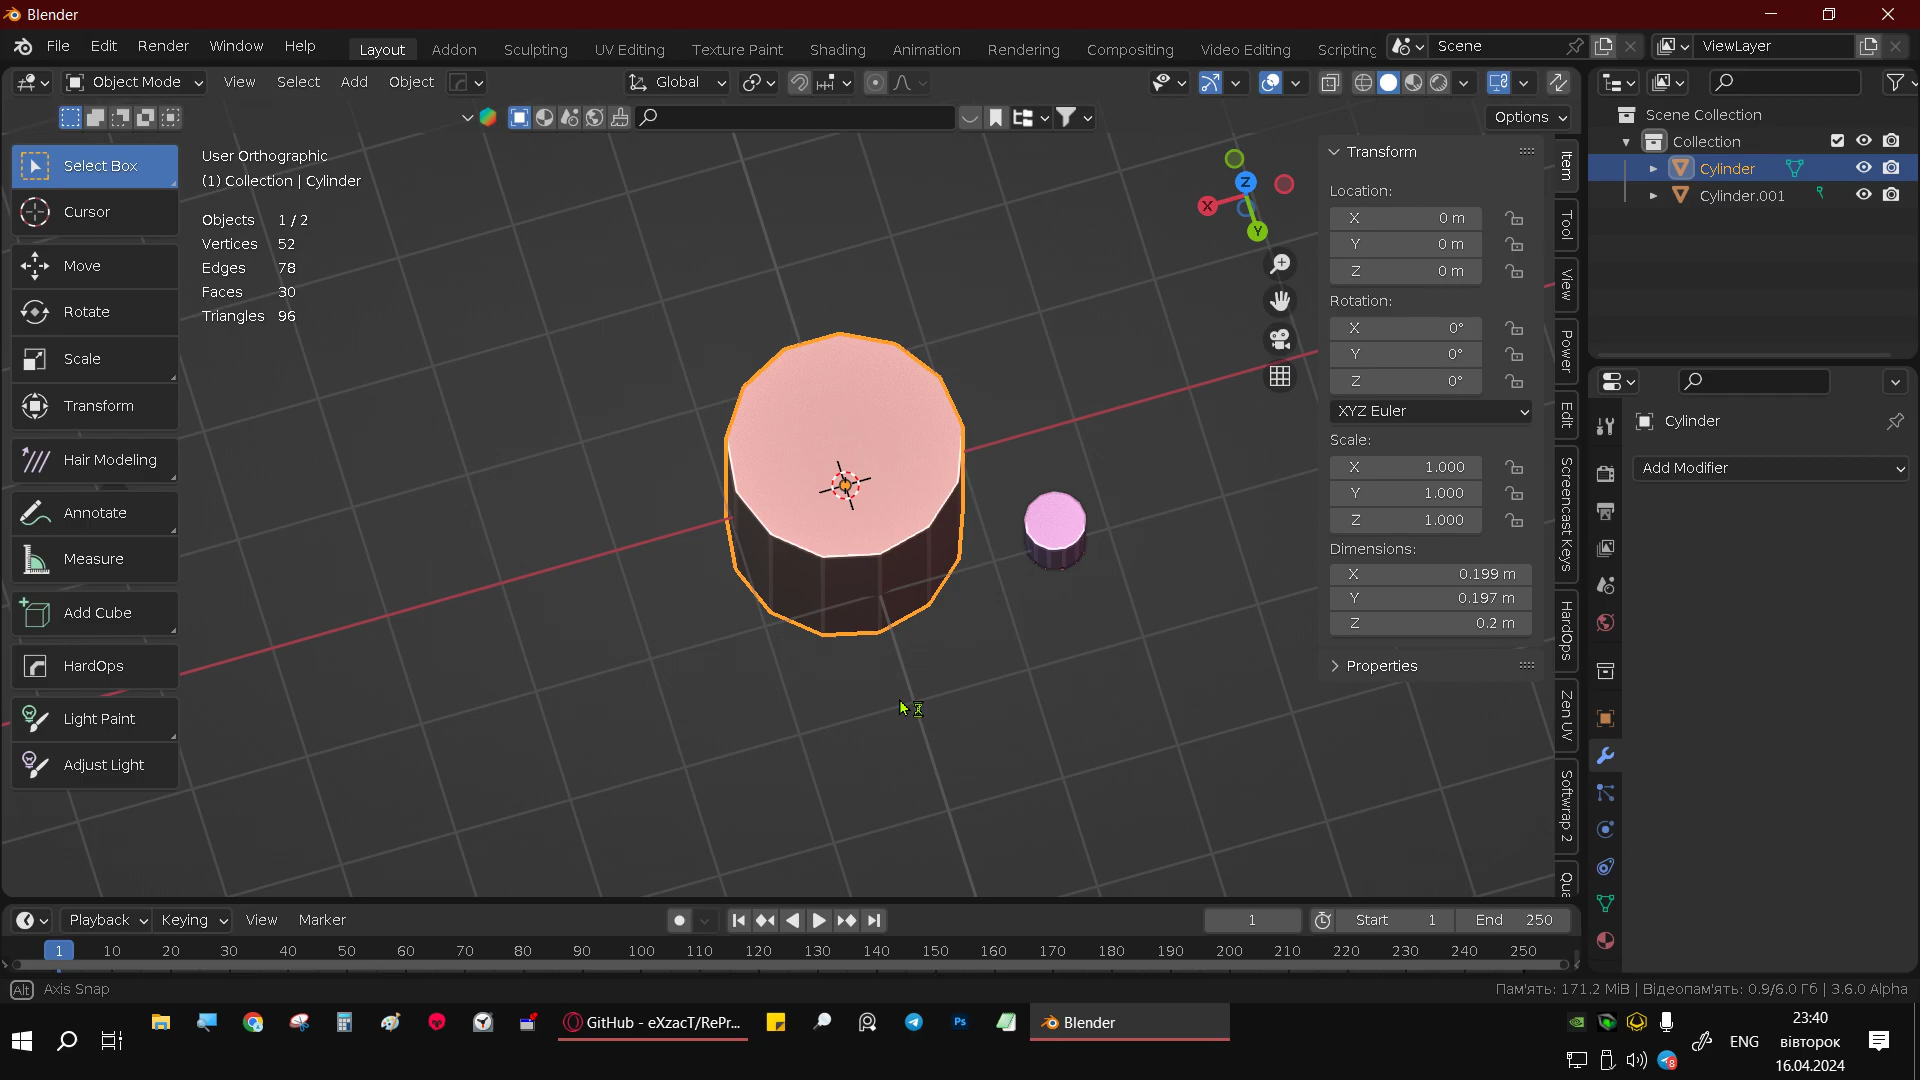 Blender
File Edit Render Window Help Layout Addon Sculpting UV Editing Texture Paint Shading Animation Rendering Compositing Video Editing Scripting Scene ViewLayer
Object Mode View Select Add Object Global
Options
Select Box
Cursor
Move
Rotate
Scale
Transform
Hair Modeling
Annotate
Measure
Add Cube
HardOps
Light Paint
Adjust Light
User Orthographic
(1) Collection | Cylinder
Objects 1 / 2
Vertices 52
Edges 78
Faces 30
Triangles 96
Z
X
Y
Transform
Location:
X 0 m
Y 0 m
Z 0 m
Rotation:
X 0°
Y 0°
Z 0°
XYZ Euler
Scale:
X 1.000
Y 1.000
Z 1.000
Dimensions:
X 0.199 m
Y 0.197 m
Z 0.2 m
Properties
Item
Tool
View
Power
Edit
Screencast Keys
HardOps
Zen UV
Softwrap 2
Qua
Scene Collection
Collection
Cylinder
Cylinder.001
Cylinder
Add Modifier
Playback Keying View Marker 1 Start 1 End 250
1 10 20 30 40 50 60 70 80 90 100 110 120 130 140 150 160 170 180 190 200 210 220 230 240 250
Alt Axis Snap Пам'ять: 171.2 MiB | Відеопам'ять: 0.9/6.0 Гб | 3.6.0 Alpha
GitHub - eXzacT/RePr... Ps Blender
ENG
23:40
вівторок
16.04.2024
8